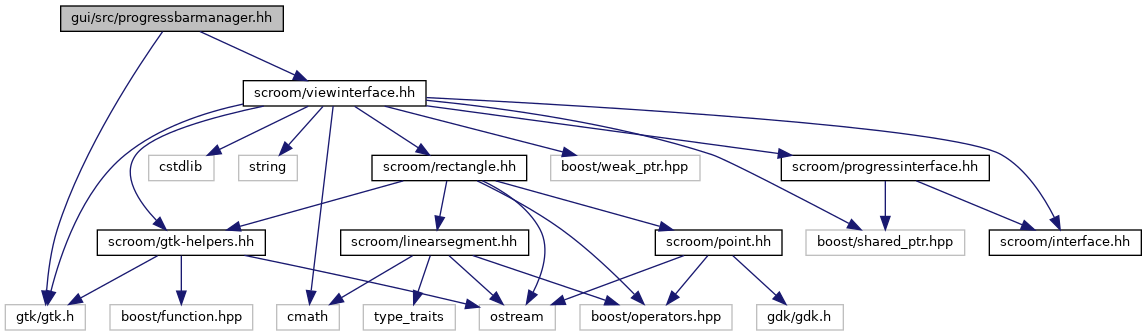 gui/src/progressbarmanager.hh
scroom/viewinterface.hh
cstdlib
string
scroom/rectangle.hh
boost/weak_ptr.hpp
scroom/progressinterface.hh
scroom/gtk-helpers.hh
scroom/linearsegment.hh
scroom/point.hh
boost/shared_ptr.hpp
scroom/interface.hh
gtk/gtk.h
boost/function.hpp
cmath
type_traits
ostream
boost/operators.hpp
gdk/gdk.h